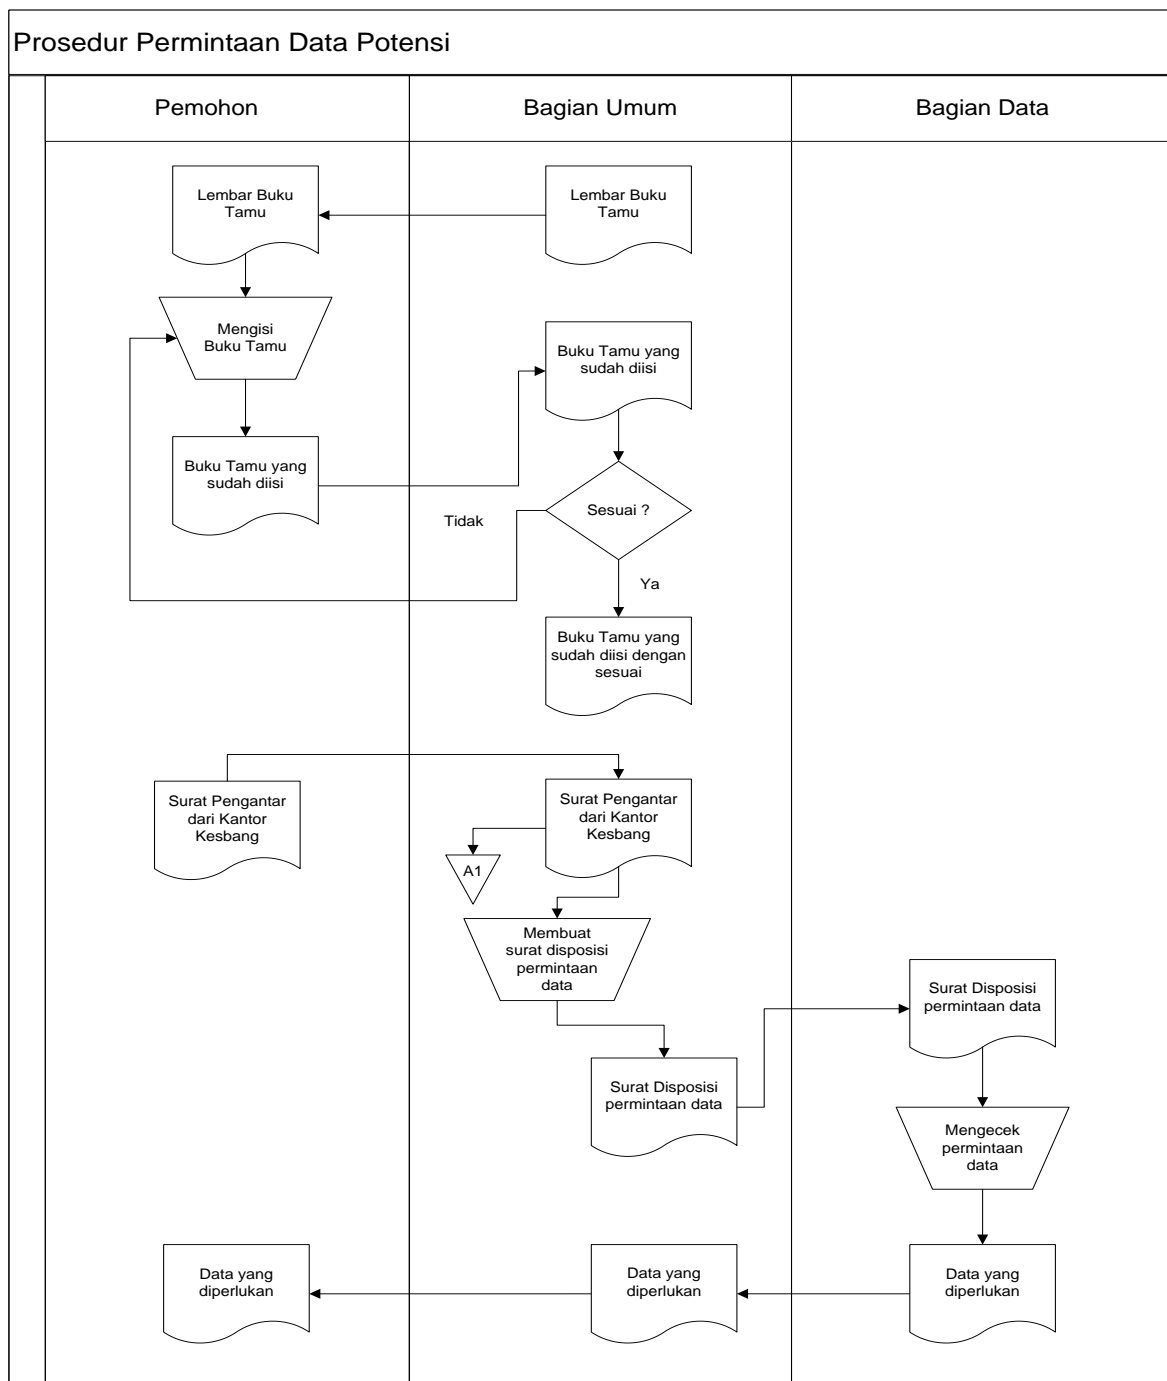 Prosedur Permintaan Data Potensi
Pemohon
Bagian Umum
Bagian Data
Lembar Buku
Tamu
Lembar Buku
Tamu
Mengisi
Buku Tamu
Buku Tamu yang
sudah diisi
Buku Tamu yang
sudah diisi
Tidak
Sesuai ?
Ya
Buku Tamu yang
sudah diisi dengan
sesuai
Surat Pengantar
dari Kantor
Kesbang
Surat Pengantar
dari Kantor
Kesbang
A1
Membuat
surat disposisi
permintaan
data
Surat Disposisi
permintaan data
Surat Disposisi
permintaan data
Mengecek
permintaan
data
Data yang
diperlukan
Data yang
diperlukan
Data yang
diperlukan